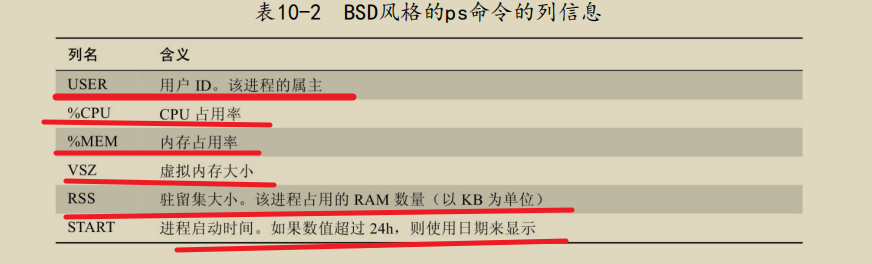 表10-2 BSD风格的ps命令的列信息
列名 含义
USER 用户 ID。该进程的属主
%CPU CPU 占用率
%MEM 内存占用率
VSZ 虚拟内存大小
RSS 驻留集大小。该进程占用的 RAM 数量（以 KB 为单位）
START 进程启动时间。如果数值超过 24h，则使用日期来显示